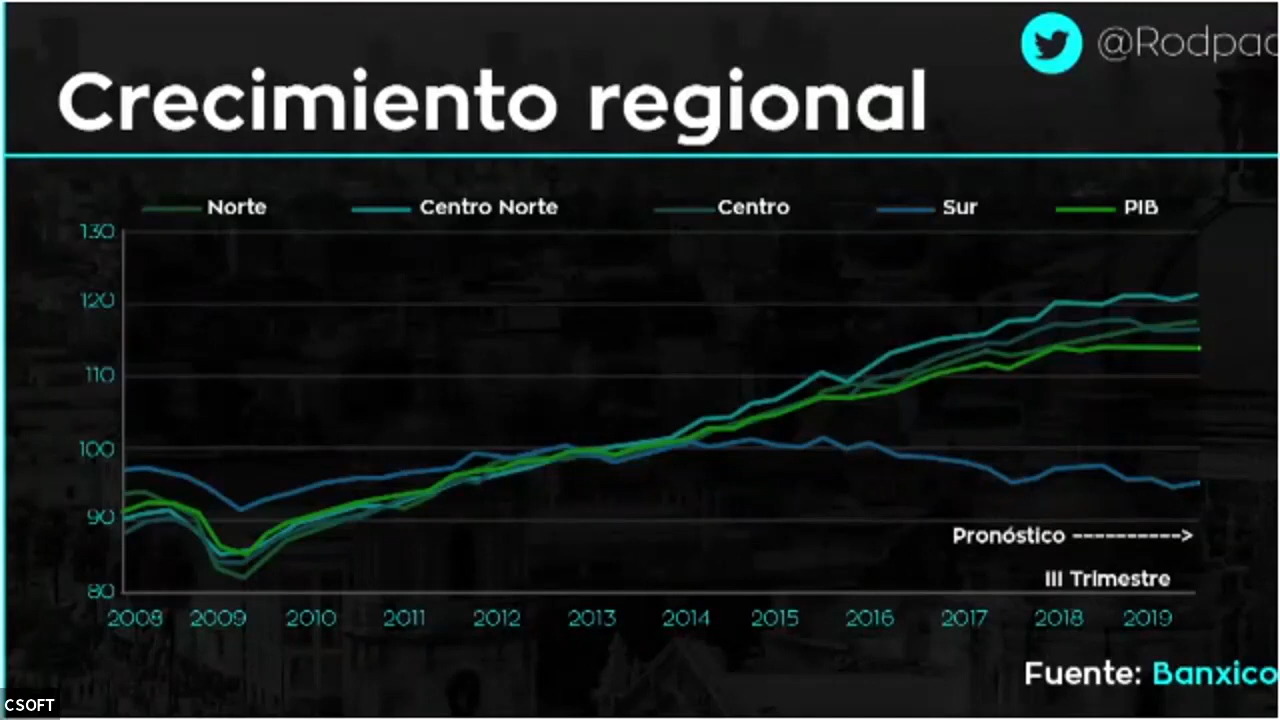 @Rodpac
Crecimiento regional
Norte Centro Norte Centro Sur PIB
130
120
110
100
90
80
Pronóstico ---------->
III Trimestre
2008 2009 2010 2011 2012 2013 2014 2015 2016 2017 2018 2019
Fuente: Banxico
CSOFT